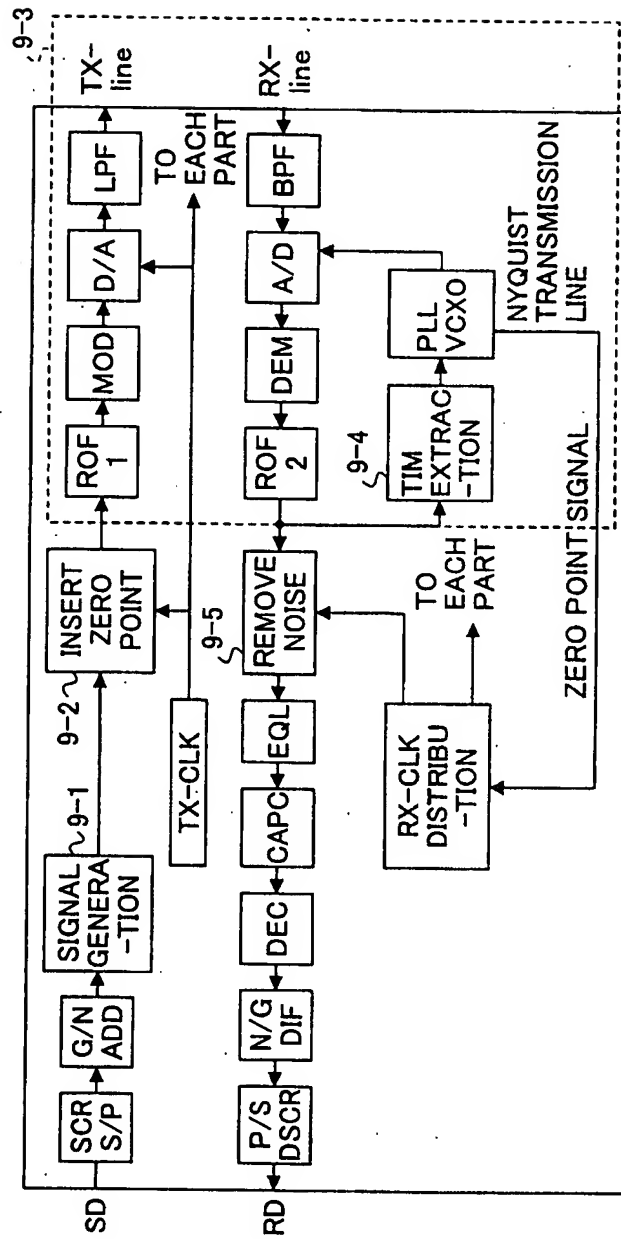 9-3
SD
SCR
S/P
G/N
ADD
9-1
SIGNAL
GENERA
-TION
9-2
INSERT
ZERO
POINT
ROF
1
MOD
D/A
LPF
TX-
line
TX-CLK
TO
EACH
PART
RD
P/S
DSCR
N/G
DIF
DEC
CAPC
EQL
9-5
REMOVE
NOISE
ROF
2
DEM
A/D
BPF
RX-
line
9-4
TIM
EXTRAC
-TION
PLL
VCXO
NYQUIST
TRANSMISSION
LINE
RX-CLK
DISTRIBU
-TION
TO
EACH
PART
ZERO POINT SIGNAL